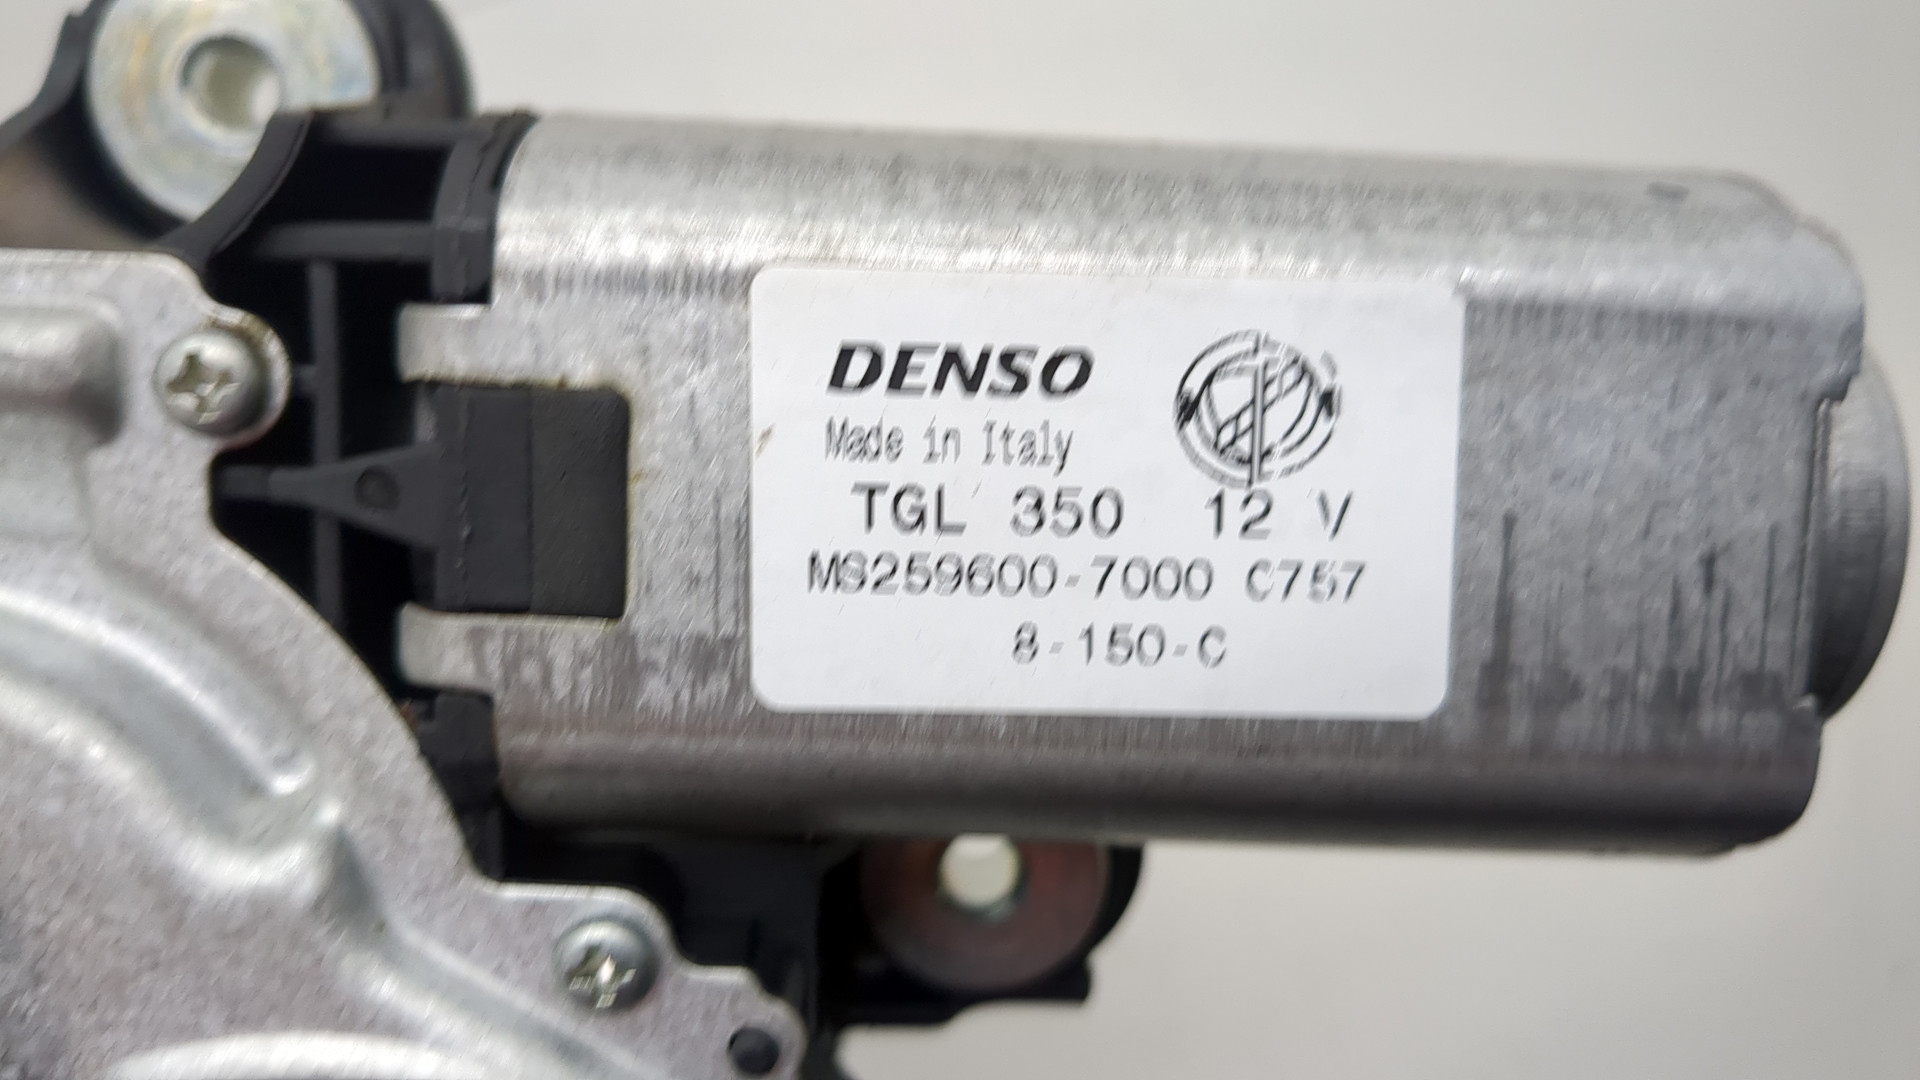 DENSO
Made in Italy
TGL 350 12 V
MS259600-7000 C757
8-150-C